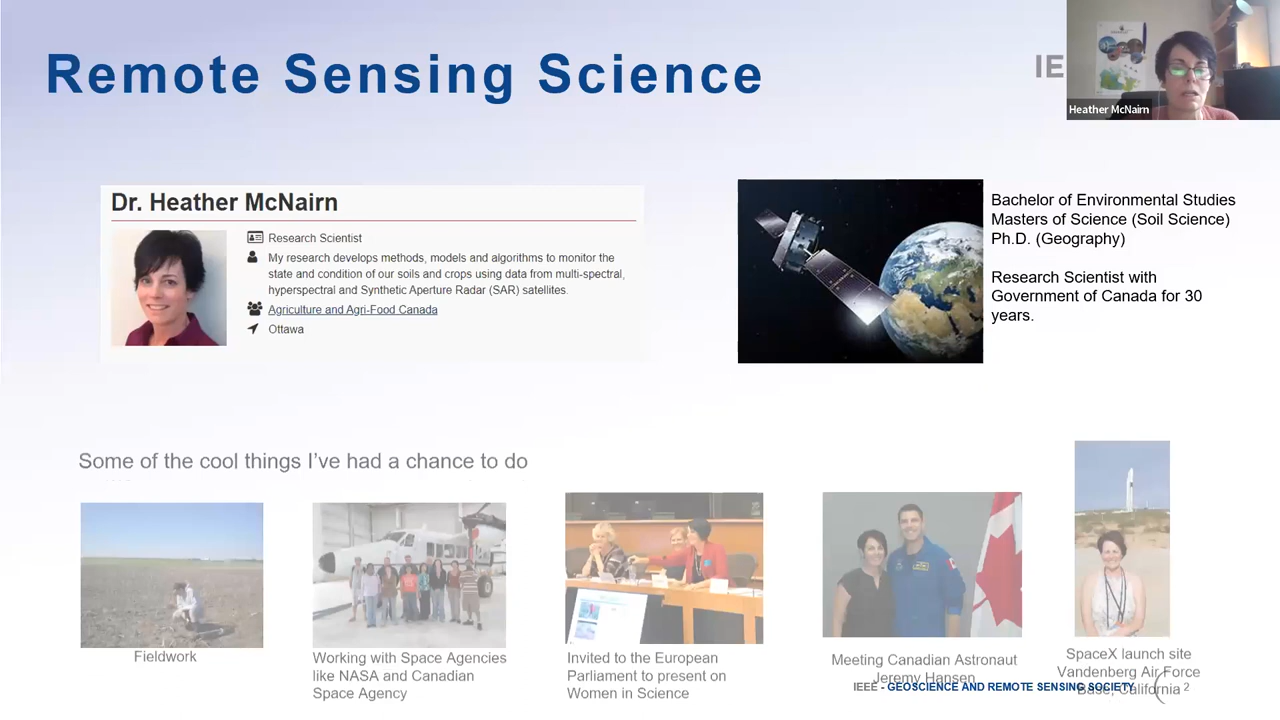 Remote Sensing Science
IE
Heather McNairn
Dr. Heather McNairn
Research Scientist
My research develops methods, models and algorithms to monitor the
state and condition of our soils and crops using data from multi-spectral,
hyperspectral and Synthetic Aperture Radar (SAR) satellites.
Agriculture and Agri-Food Canada
Ottawa
Bachelor of Environmental Studies
Masters of Science (Soil Science)
Ph.D. (Geography)
Research Scientist with
Government of Canada for 30
years.
Some of the cool things I’ve had a chance to do
Fieldwork
Working with Space Agencies
like NASA and Canadian
Space Agency
Invited to the European
Parliament to present on
Women in Science
Meeting Canadian Astronaut
Jeremy Hansen
SpaceX launch site
Vandenberg Air Force
Base, California
IEEE - GEOSCIENCE AND REMOTE SENSING SOCIETY
2